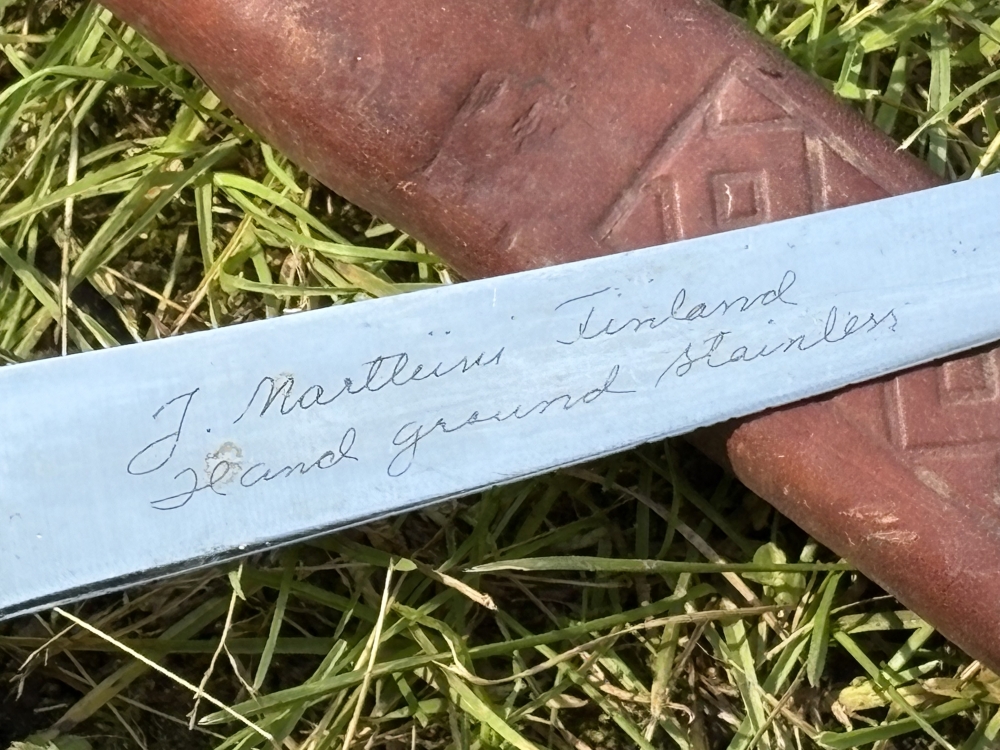 J. Marttiini Finland
Hand ground stainless